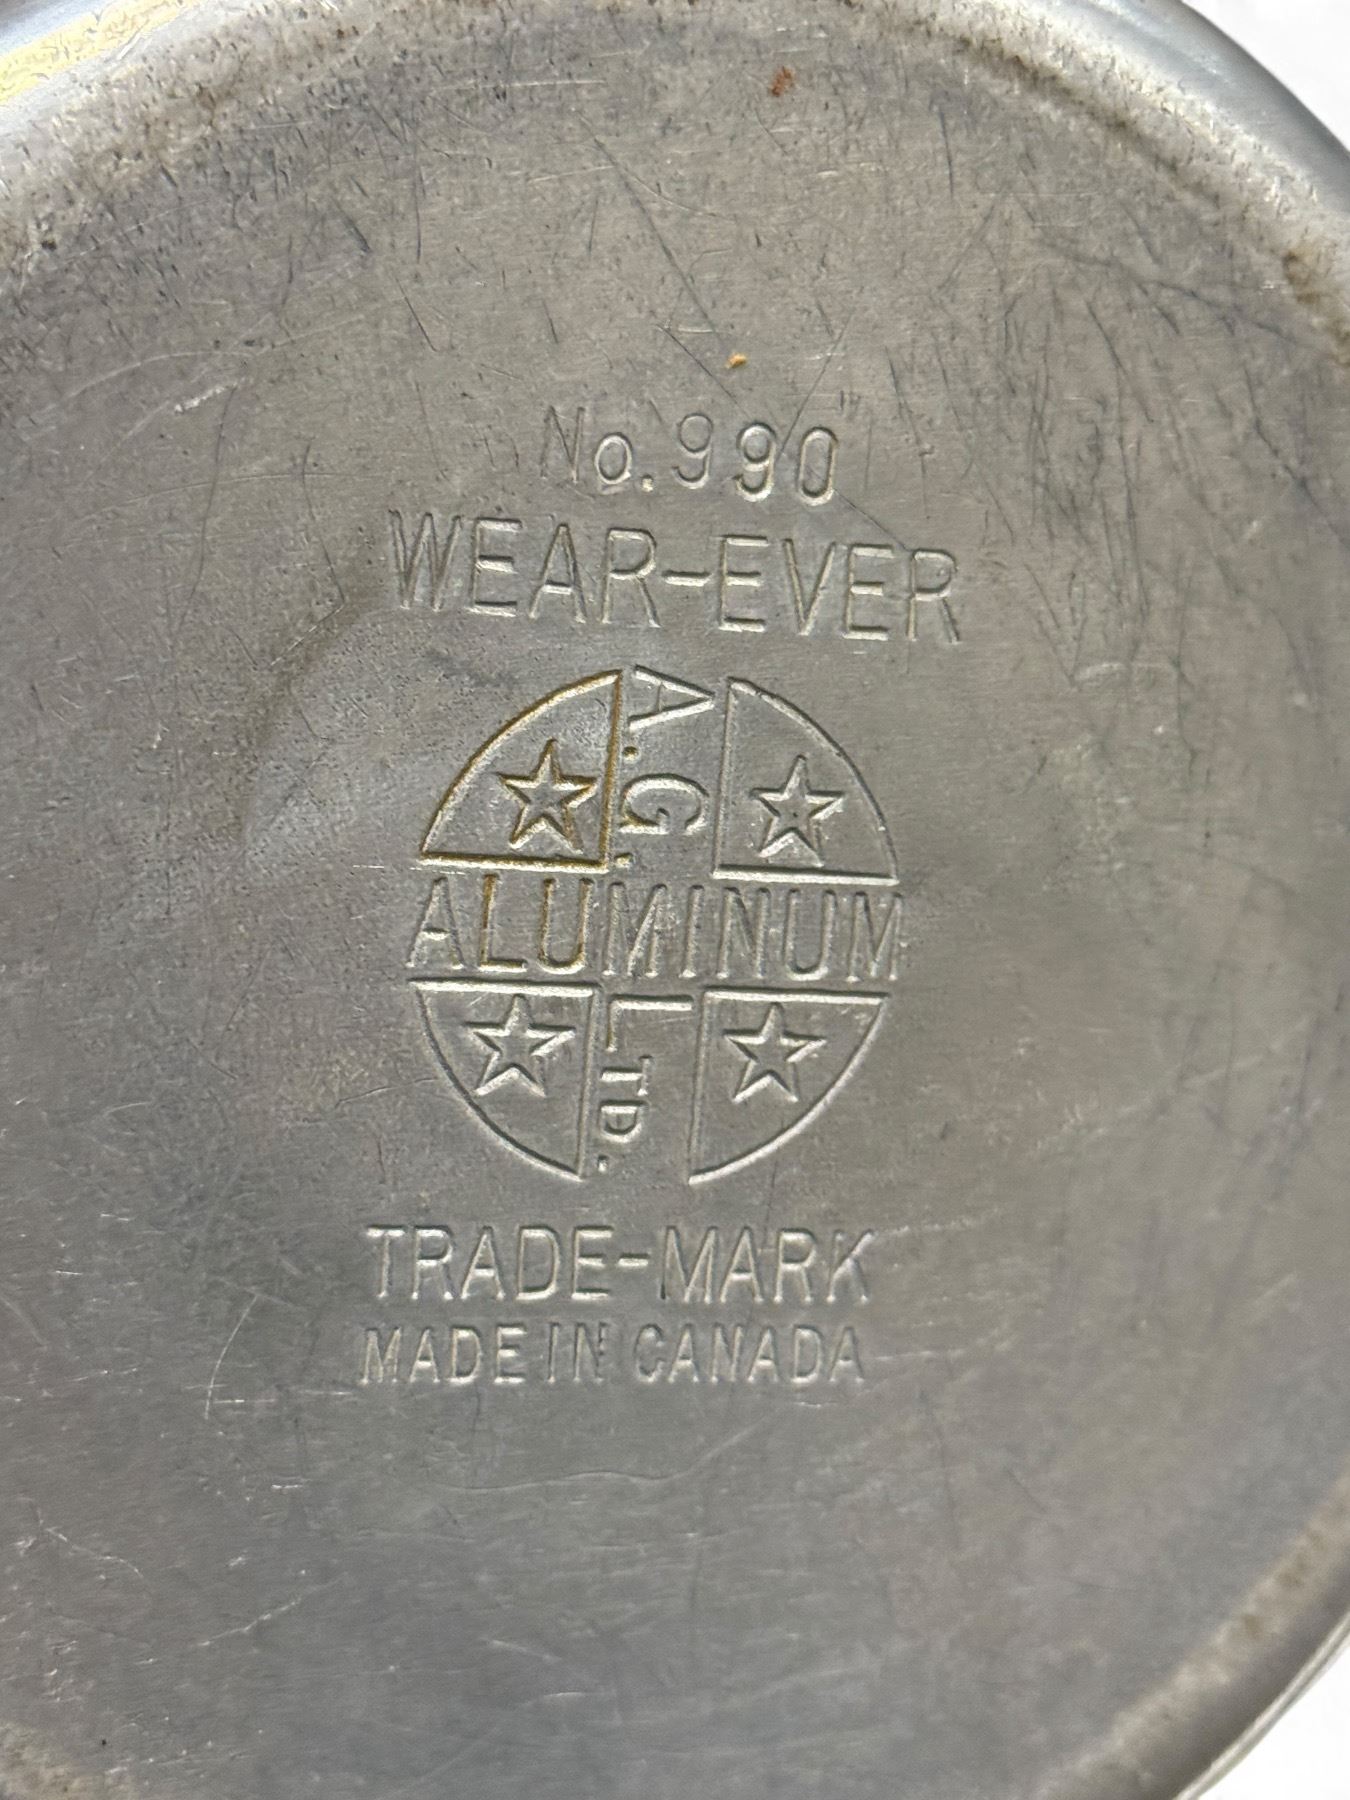 No. 990
WEAR-EVER
A.G.
ALUMINUM
LTD.
TRADE-MARK
MADE IN CANADA